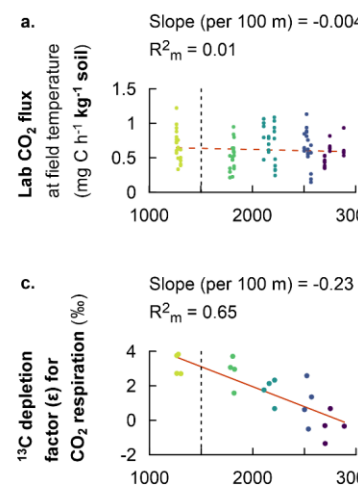 a.
Slope (per 100 m) = -0.004
R²m = 0.01
Lab CO₂ flux
at field temperature
(mg C h⁻¹ kg⁻¹ soil)
1.5
1
0.5
0
1000 2000
c.
Slope (per 100 m) = -0.23
R²m = 0.65
¹³C depletion
factor (ε) for
CO₂ respiration (‰)
6
4
2
0
-2
1000 2000